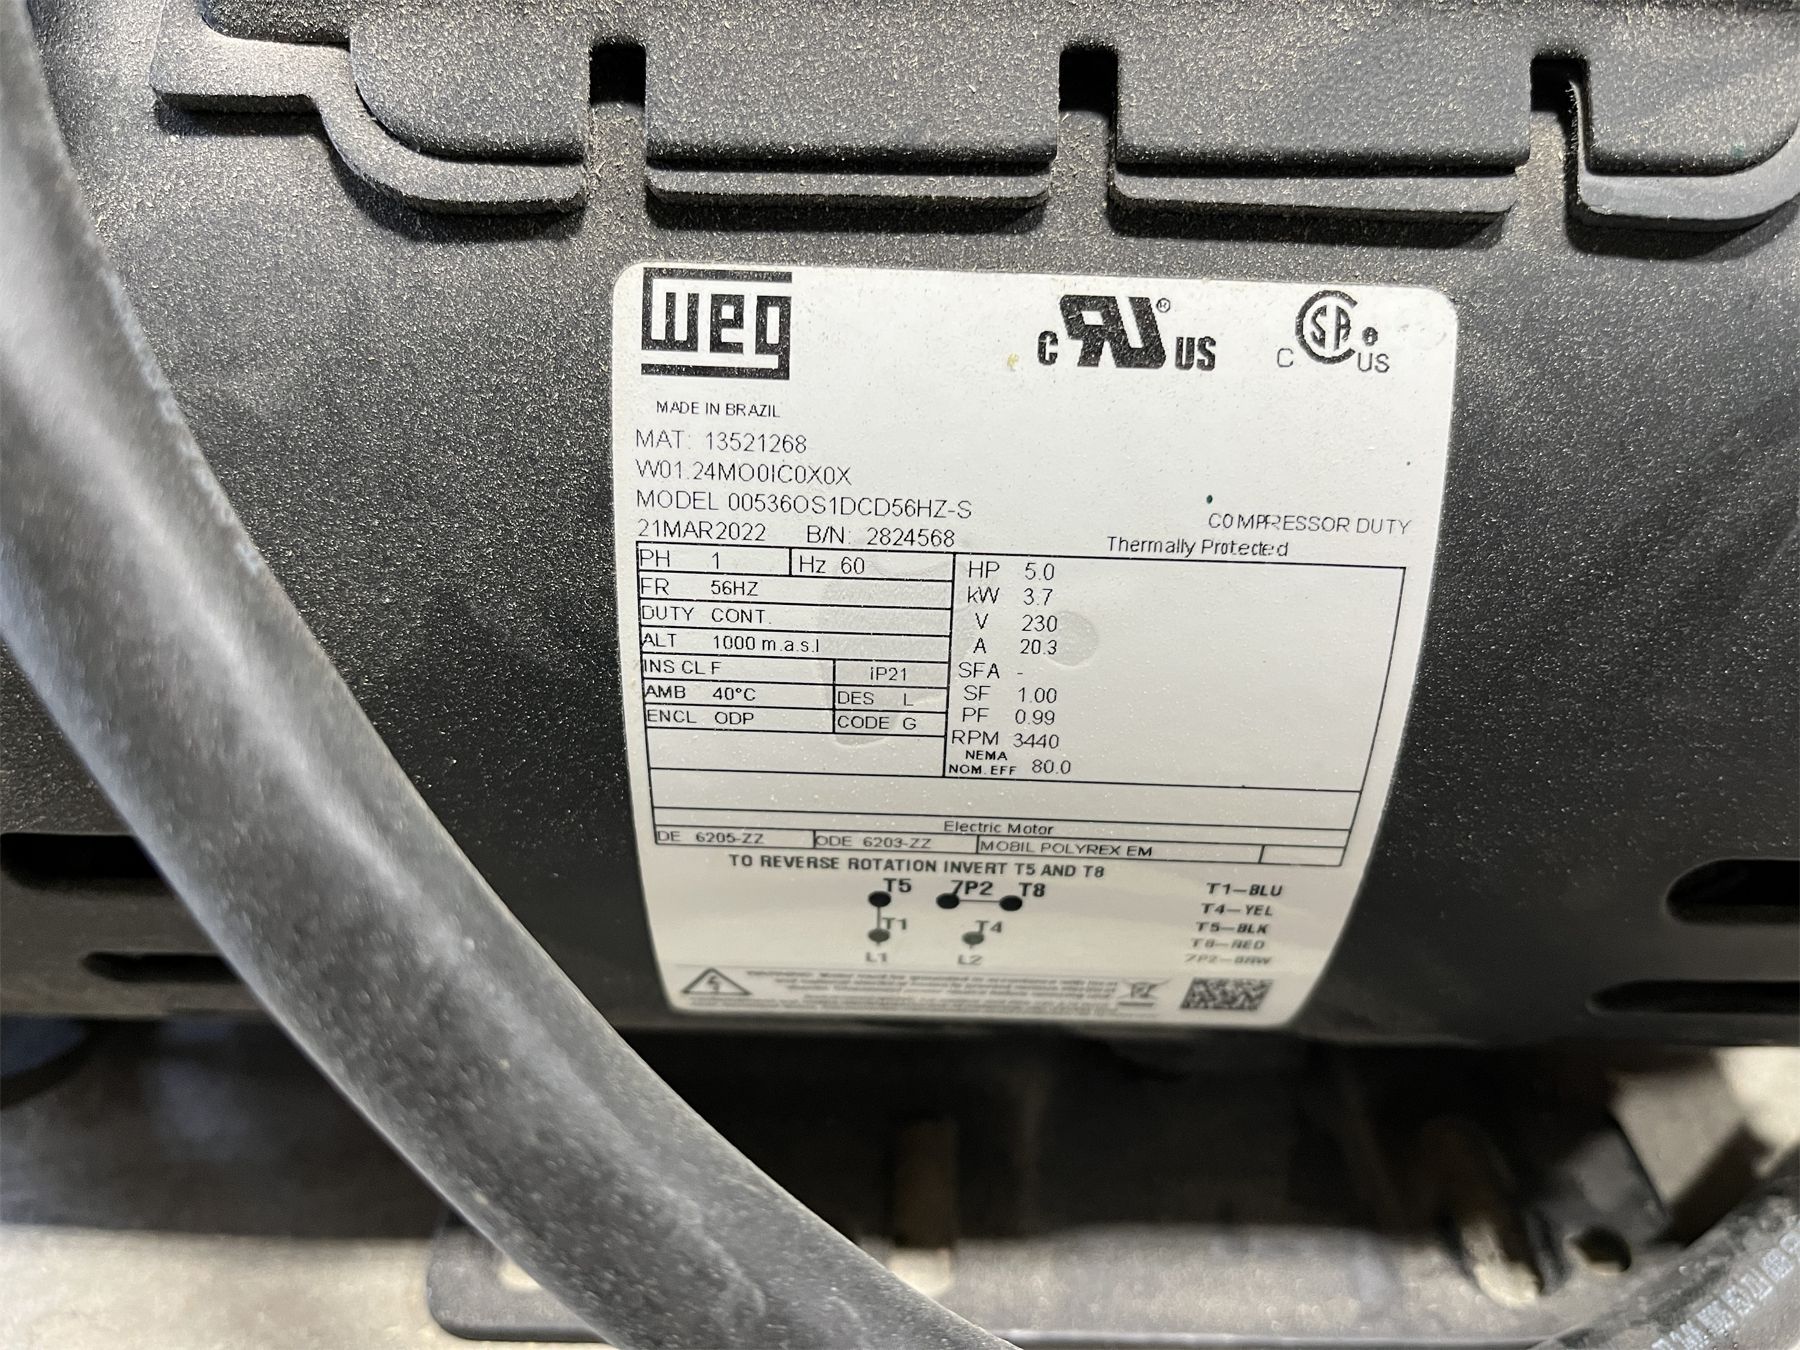 weg
C RU ® US
C SA ® US
MADE IN BRAZIL
MAT: 13521268
W01.24MO0IC0X0X
MODEL 00536OS1DCD56HZ-S
21MAR2022 B/N: 2824568
COMPRESSOR DUTY
Thermally Protected
PH 1 Hz 60
FR 56HZ
DUTY CONT.
ALT 1000 m.a.s.l
INS CL F IP21
AMB 40°C DES L
ENCL ODP CODE G
HP 5.0
kW 3.7
V 230
A 20.3
SFA -
SF 1.00
PF 0.99
RPM 3440
NEMA
NOM. EFF 80.0
Electric Motor
DE 6205-ZZ ODE 6203-ZZ MOBIL POLYREX EM
TO REVERSE ROTATION INVERT T5 AND T8
T5 7P2 T8
T1 T4
L1 L2
T1-BLU
T4-YEL
T5-BLK
T8-RED
7P2-BRW